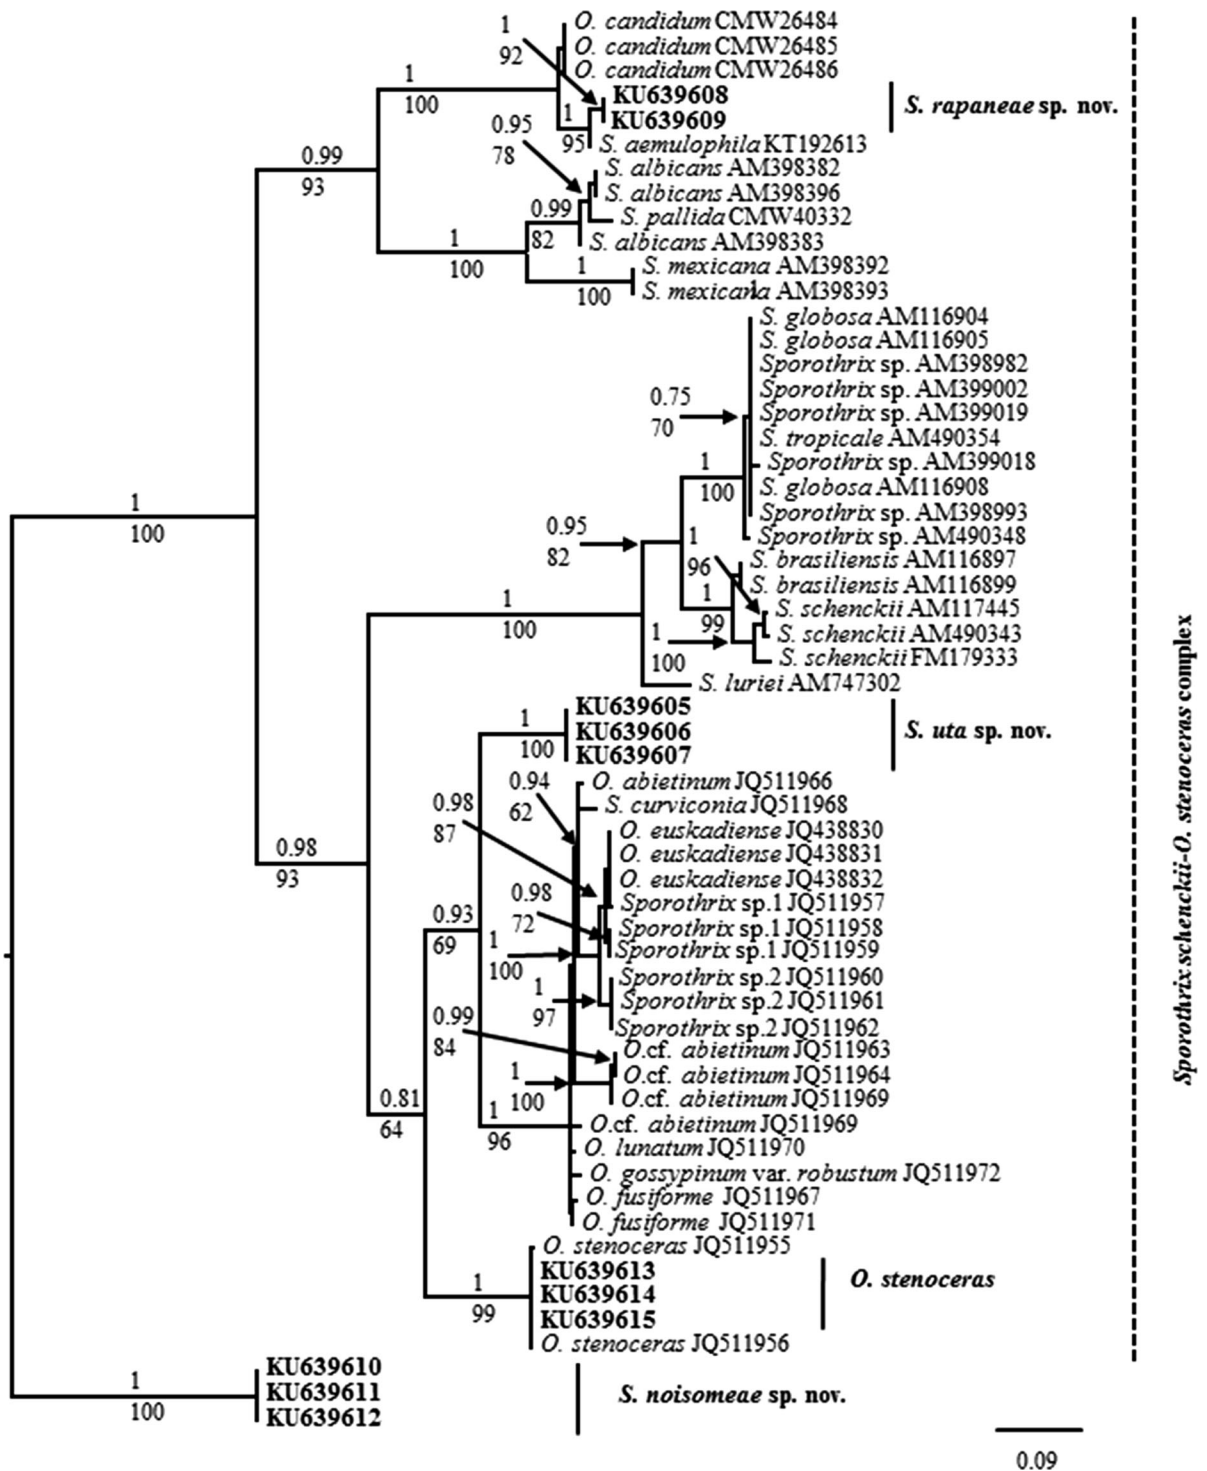 O. candidum CMW26484
1
O. candidum CMW26485
92
O. candidum CMW26486
1
100
KU639608
S. rapaneae sp. nov.
KU639609
1
95
S. aemulophila KT192613
0.95
78
0.99
93
S. albicans AM398382
S. albicans AM398396
S. pallida CMW40332
0.99
82
S. albicans AM398383
1
100
S. mexicana AM398392
1
100
S. mexicana AM398393
S. globosa AM116904
S. globosa AM116905
Sporothrix sp. AM398982
Sporothrix sp. AM399002
0.75
70
Sporothrix sp. AM399019
S. tropicale AM490354
Sporothrix sp. AM399018
1
100
S. globosa AM116908
Sporothrix sp. AM398993
Sporothrix sp. AM490348
1
100
0.95
82
1
96
S. brasiliensis AM116897
S. brasiliensis AM116899
1
99
S. schenckii AM117445
S. schenckii AM490343
1
100
S. schenckii FM179333
1
100
S. luriei AM747302
KU639605
KU639606
S. uta sp. nov.
KU639607
1
100
O. abietinum JQ511966
0.94
62
S. curviconia JQ511968
0.98
87
O. euskadiense JQ438830
O. euskadiense JQ438831
O. euskadiense JQ438832
0.98
93
0.98
72
Sporothrix sp.1 JQ511957
Sporothrix sp.1 JQ511958
Sporothrix sp.1 JQ511959
0.93
69
1
100
Sporothrix sp.2 JQ511960
1
97
Sporothrix sp.2 JQ511961
Sporothrix sp.2 JQ511962
0.99
84
O.cf. abietinum JQ511963
O.cf. abietinum JQ511964
1
100
O.cf. abietinum JQ511969
0.81
64
1
96
O.cf. abietinum JQ511969
O. lunatum JQ511970
O. gossypinum var. robustum JQ511972
O. fusiforme JQ511967
O. fusiforme JQ511971
O. stenoceras JQ511955
KU639613
O. stenoceras
KU639614
1
99
KU639615
O. stenoceras JQ511956
KU639610
1
100
KU639611
S. noisomeae sp. nov.
KU639612
0.09
Sporothrix schenckii-O. stenoceras complex